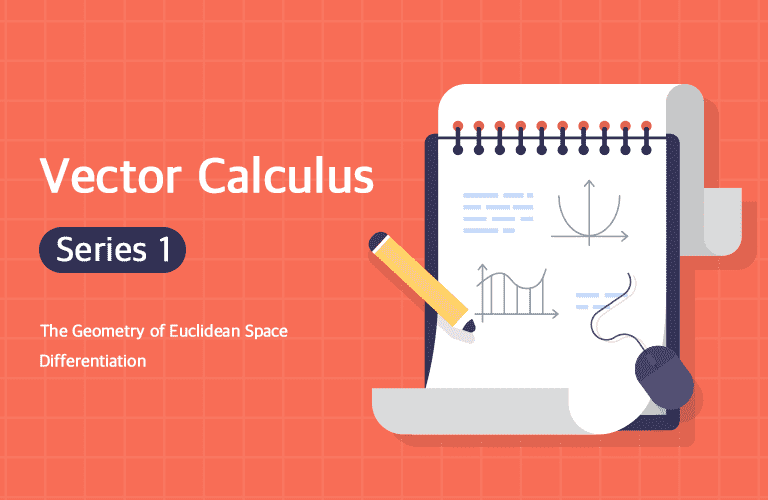 Vector Calculus
Series 1
The Geometry of Euclidean Space
Differentiation